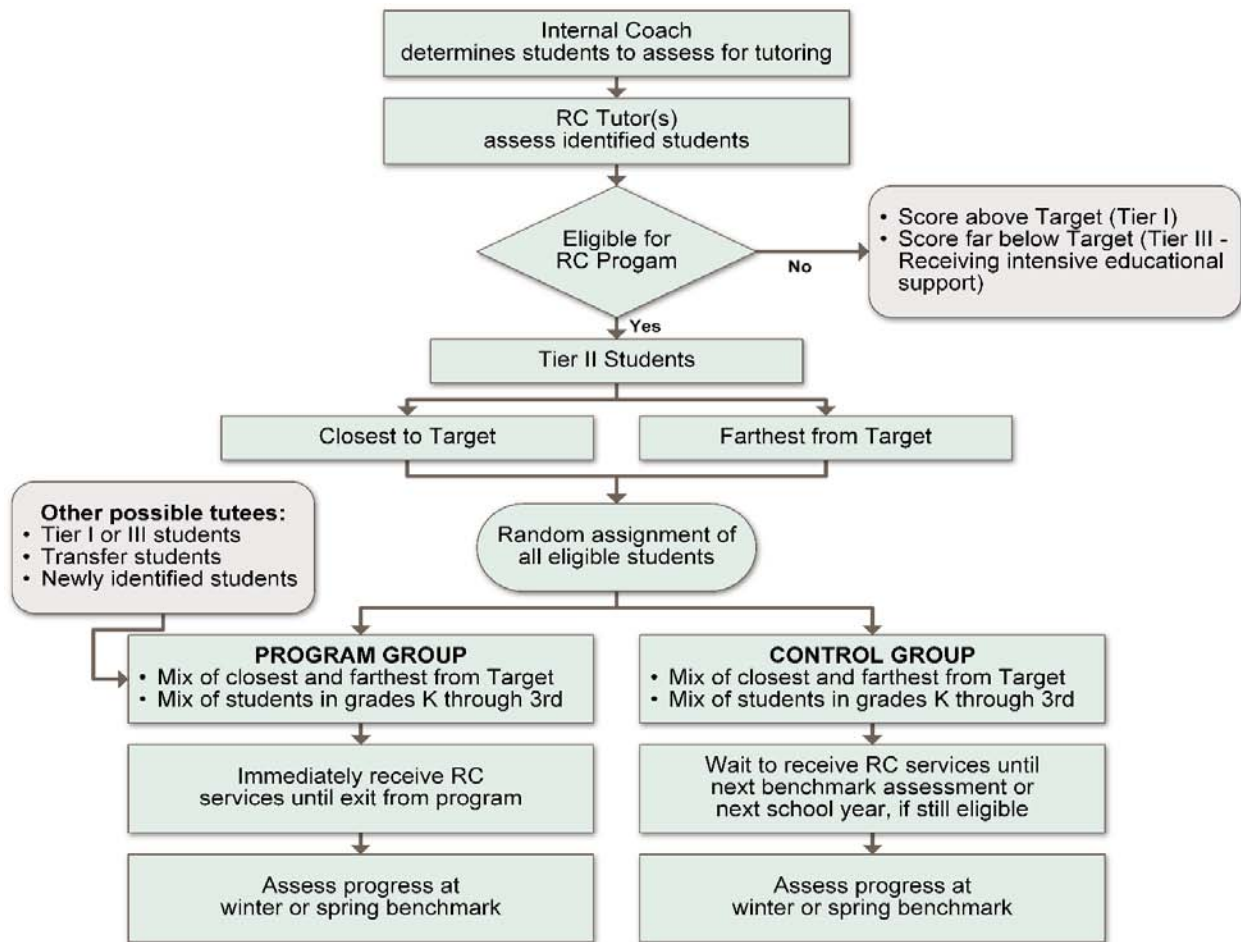 Internal Coach
determines students to assess for tutoring
RC Tutor(s)
assess identified students
Eligible for
RC Progam
No
• Score above Target (Tier I)
• Score far below Target (Tier III -
Receiving intensive educational
support)
Yes
Tier II Students
Closest to Target
Farthest from Target
Other possible tutees:
• Tier I or III students
• Transfer students
• Newly identified students
Random assignment of
all eligible students
PROGRAM GROUP
• Mix of closest and farthest from Target
• Mix of students in grades K through 3rd
CONTROL GROUP
• Mix of closest and farthest from Target
• Mix of students in grades K through 3rd
Immediately receive RC
services until exit from program
Wait to receive RC services until
next benchmark assessment or
next school year, if still eligible
Assess progress at
winter or spring benchmark
Assess progress at
winter or spring benchmark